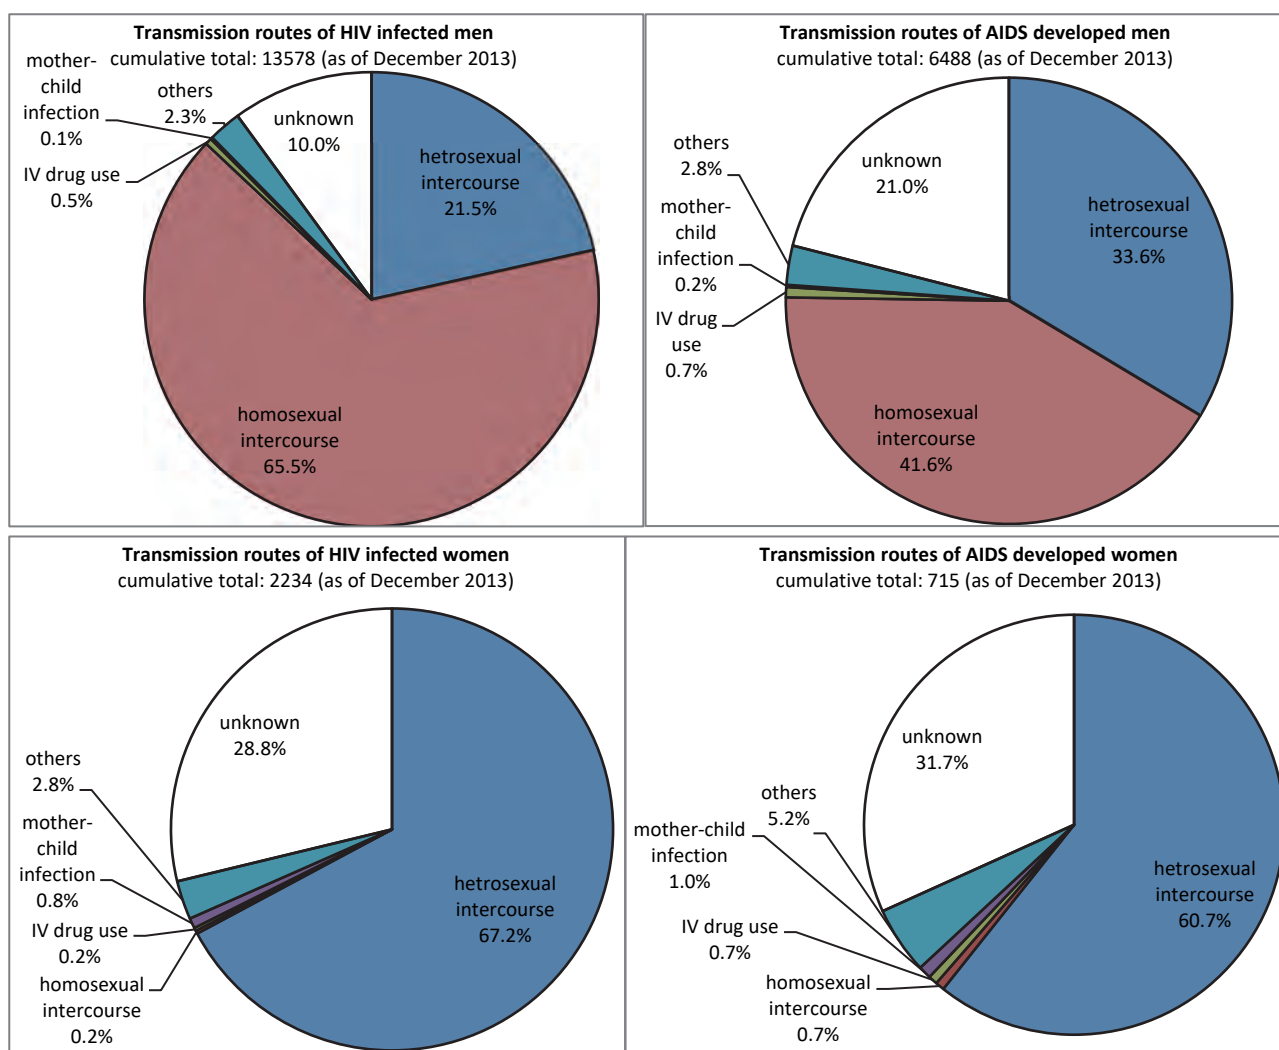 Transmission routes of HIV infected men
cumulative total: 13578 (as of December 2013)
mother-
child
infection
0.1%
others
2.3%
unknown
10.0%
IV drug use
0.5%
hetrosexual
intercourse
21.5%
homosexual
intercourse
65.5%
Transmission routes of AIDS developed men
cumulative total: 6488 (as of December 2013)
others
2.8%
unknown
21.0%
mother-
child
infection
0.2%
IV drug
use
0.7%
hetrosexual
intercourse
33.6%
homosexual
intercourse
41.6%
Transmission routes of HIV infected women
cumulative total: 2234 (as of December 2013)
unknown
28.8%
others
2.8%
mother-
child
infection
0.8%
IV drug use
0.2%
homosexual
intercourse
0.2%
hetrosexual
intercourse
67.2%
Transmission routes of AIDS developed women
cumulative total: 715 (as of December 2013)
unknown
31.7%
others
5.2%
mother-child
infection
1.0%
IV drug use
0.7%
homosexual
intercourse
0.7%
hetrosexual
intercourse
60.7%